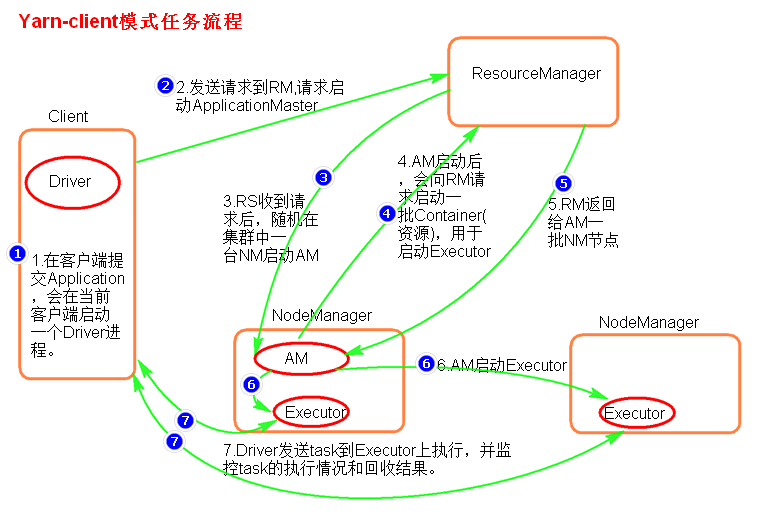 Yarn-client模式任务流程
ResourceManager
2
2.发送请求到RM,请求启
动ApplicationMaster
Client
Driver
3
3.RS收到请
求后，随机在
集群中一
台NM启动AM
4
4.AM启动后
，会向RM请
求启动一
批Container(
资源)，用于
启动Executor
5
5.RM返回
给AM一
批NM节点
1
1.在客户端提
交Application
，会在当前
客户端启动
一个Driver进
程。
NodeManager
AM
6
Executor
6
6.AM启动Executor
NodeManager
Executor
7
7
7.Driver发送task到Executor上执行，并监
控task的执行情况和回收结果。